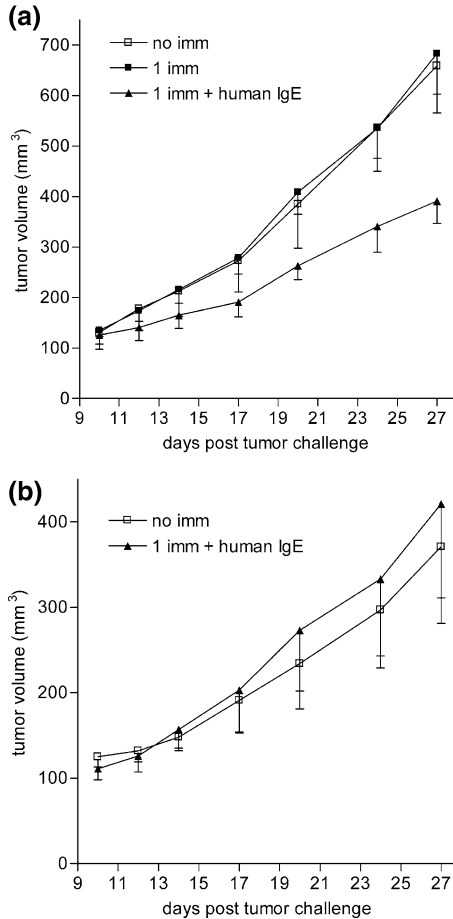 (a)
no imm
1 imm
1 imm + human IgE
700
600
500
400
300
200
100
0
tumor volume (mm³)
9 11 13 15 17 19 21 23 25 27
days post tumor challenge
(b)
no imm
1 imm + human IgE
400
300
200
100
0
tumor volume (mm³)
9 11 13 15 17 19 21 23 25 27
days post tumor challenge